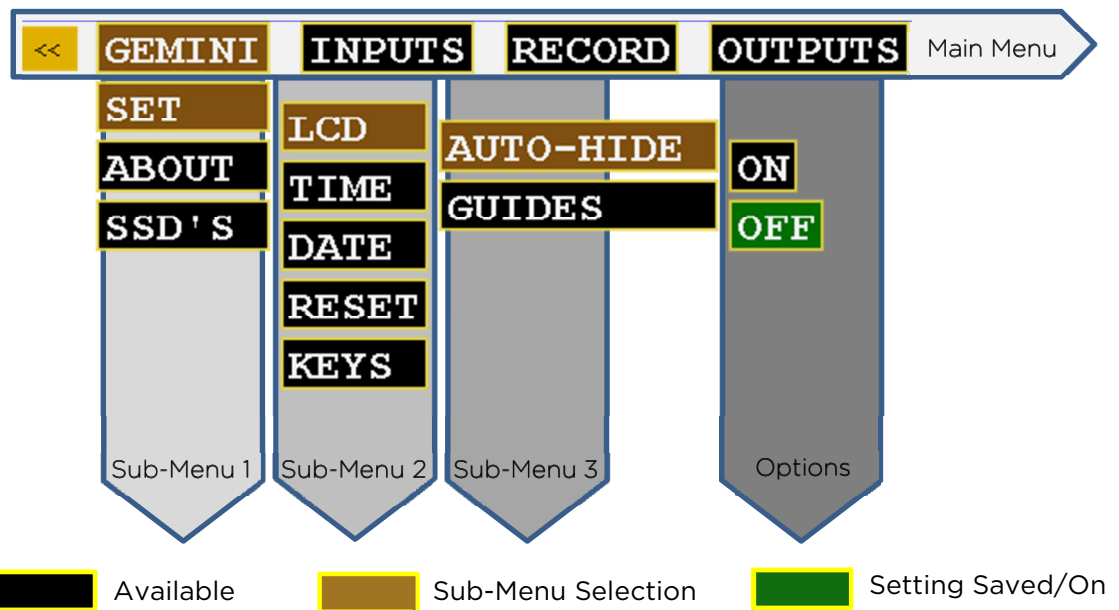 << GEMINI INPUTS RECORD OUTPUTS Main Menu
SET
ABOUT
SSD'S
LCD
TIME
DATE
RESET
KEYS
AUTO-HIDE
GUIDES
ON
OFF
Sub-Menu 1 Sub-Menu 2 Sub-Menu 3 Options
Available Sub-Menu Selection Setting Saved/On